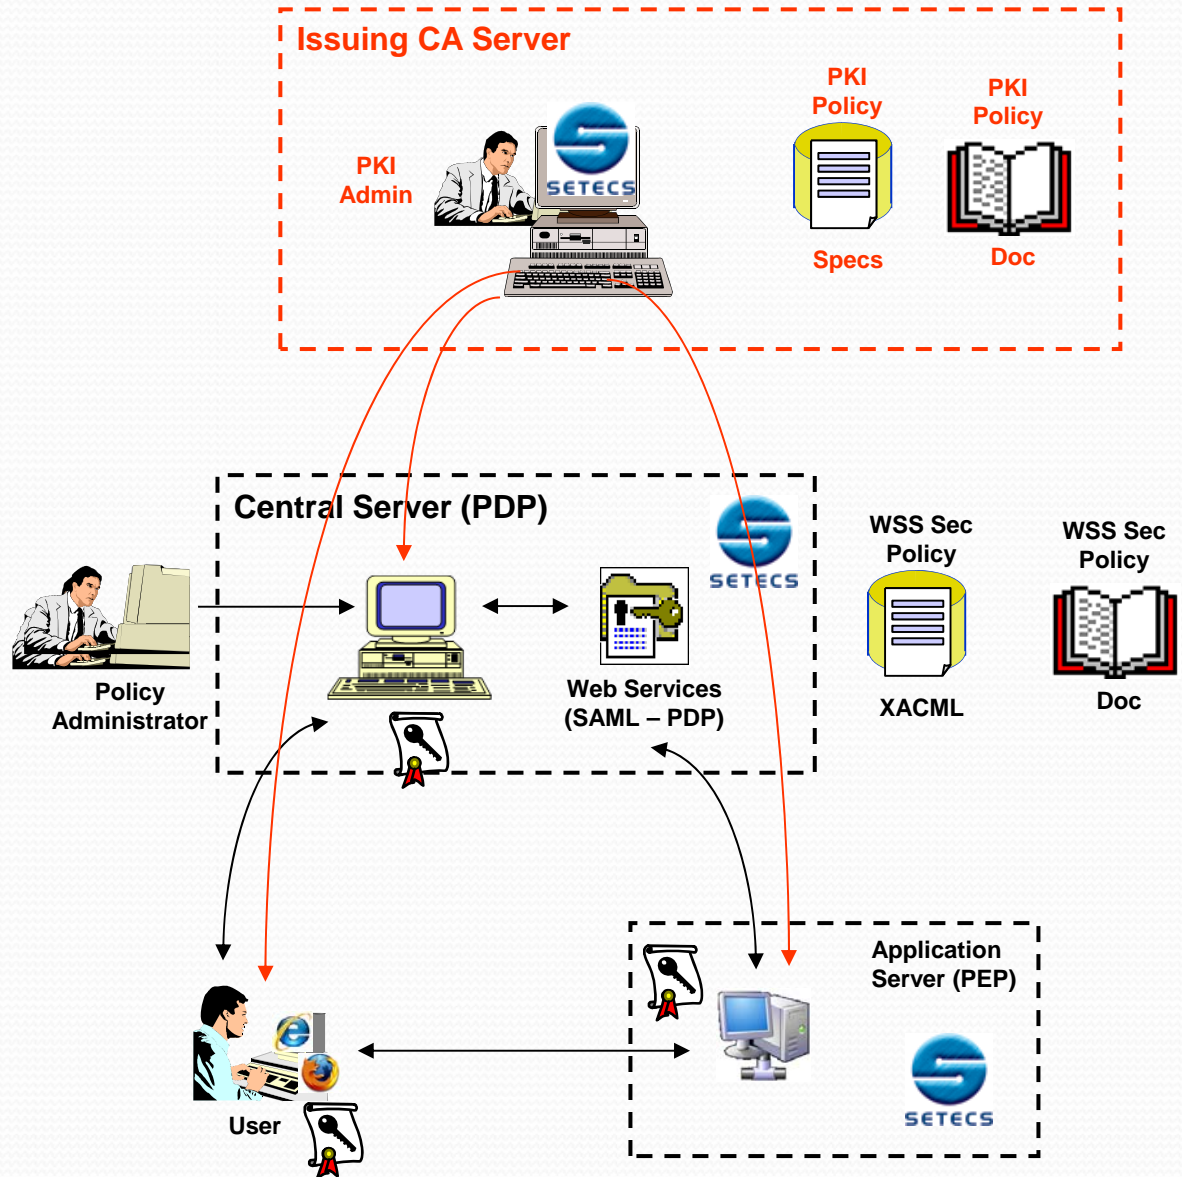 Issuing CA Server
PKI
Policy
PKI
Policy
PKI
Admin
SETECS
Specs
Doc
Central Server (PDP)
SETECS
WSS Sec
Policy
WSS Sec
Policy
Policy
Administrator
Web Services
(SAML – PDP)
XACML
Doc
Application
Server (PEP)
User
SETECS